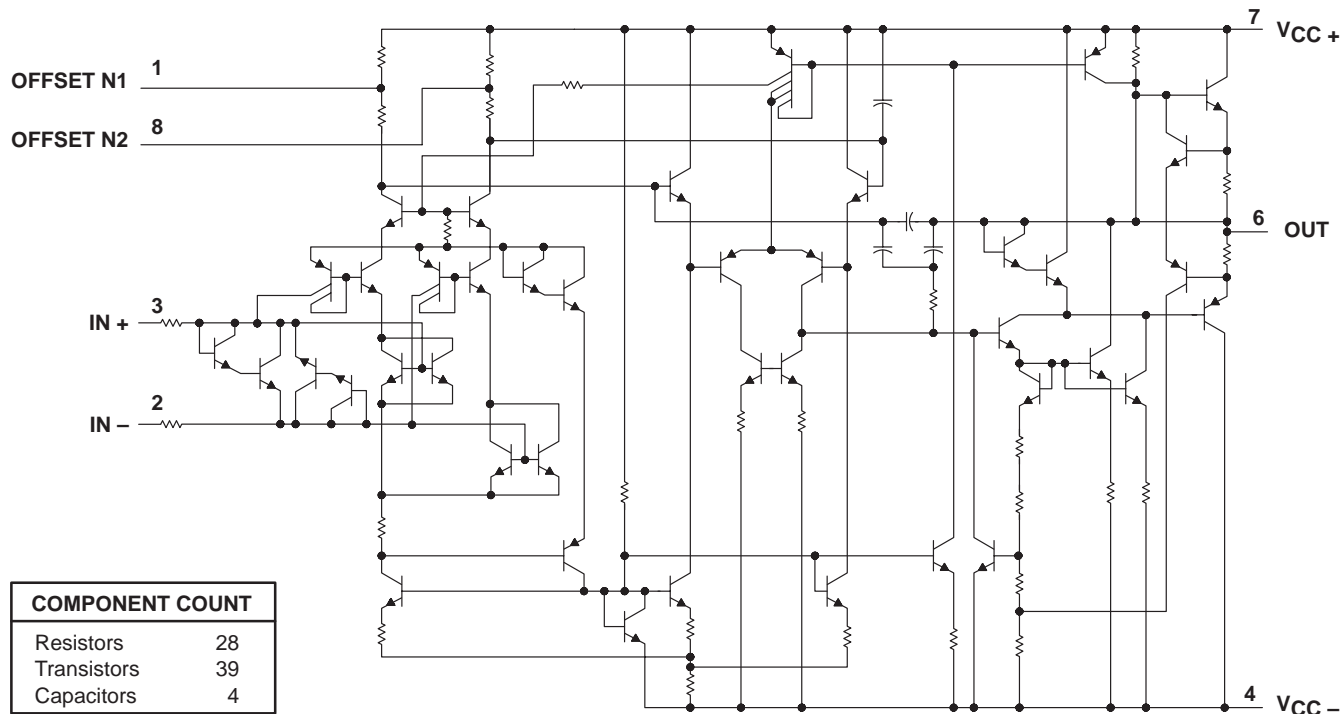 7
VCC +
1
OFFSET N1
8
OFFSET N2
6
OUT
3
IN +
2
IN –
COMPONENT COUNT
Resistors 28
Transistors 39
Capacitors 4
4
VCC –